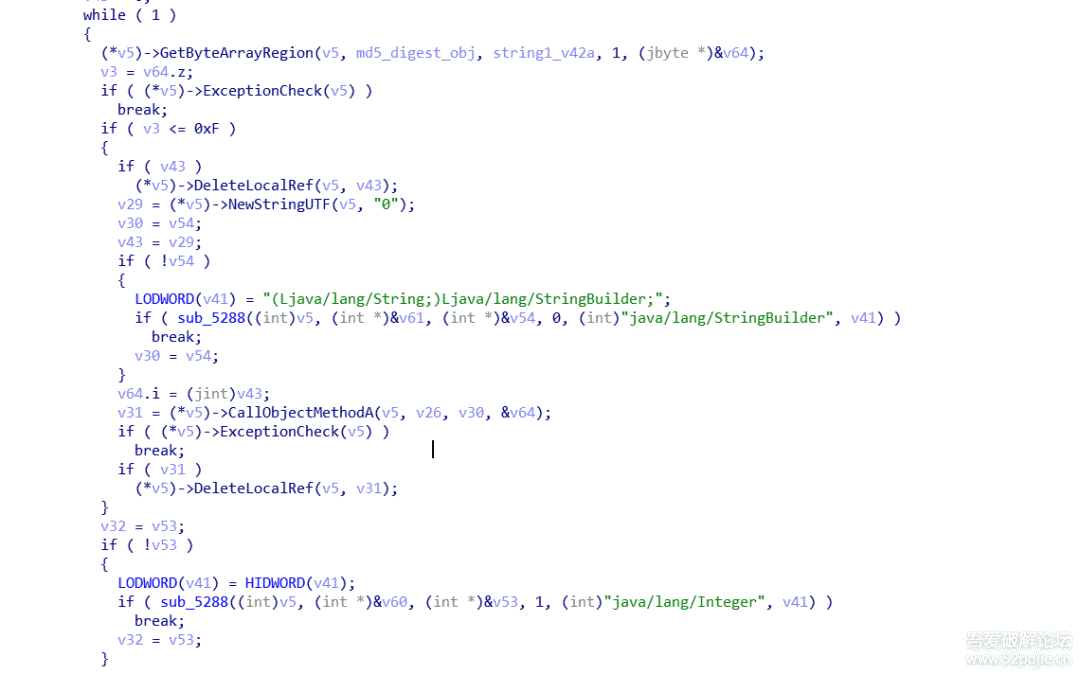 while ( 1 )
{
(*v5)->GetByteArrayRegion(v5, md5_digest_obj, string1_v42a, 1, (jbyte *)&v64);
v3 = v64.z;
if ( (*v5)->ExceptionCheck(v5) )
break;
if ( v3 <= 0xF )
{
if ( v43 )
(*v5)->DeleteLocalRef(v5, v43);
v29 = (*v5)->NewStringUTF(v5, "0");
v30 = v54;
v43 = v29;
if ( !v54 )
{
LODWORD(v41) = "(Ljava/lang/String;)Ljava/lang/StringBuilder;";
if ( sub_5288((int)v5, (int *)&v61, (int *)&v54, 0, (int)"java/lang/StringBuilder", v41) )
break;
v30 = v54;
}
v64.i = (jint)v43;
v31 = (*v5)->CallObjectMethodA(v5, v26, v30, &v64);
if ( (*v5)->ExceptionCheck(v5) )
break;
if ( v31 )
(*v5)->DeleteLocalRef(v5, v31);
}
v32 = v53;
if ( !v53 )
{
LODWORD(v41) = HIDWORD(v41);
if ( sub_5288((int)v5, (int *)&v60, (int *)&v53, 1, (int)"java/lang/Integer", v41) )
break;
v32 = v53;
}
吾爱破解论坛
www.52pojie.cn